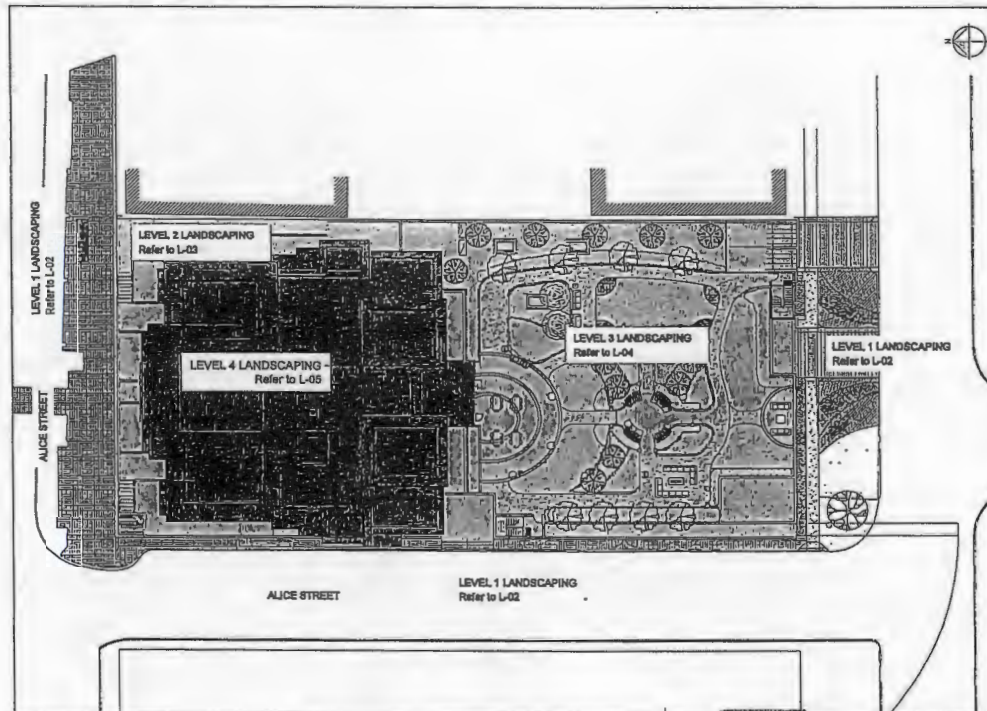 N
LEVEL 2 LANDSCAPING
Refer to L-03
LEVEL 1 LANDSCAPING
Refer to L-02
LEVEL 3 LANDSCAPING
Refer to L-04
LEVEL 1 LANDSCAPING
Refer to L-02
LEVEL 4 LANDSCAPING -
Refer to L-05
ALICE STREET
LEVEL 1 LANDSCAPING
Refer to L-02
ALICE STREET